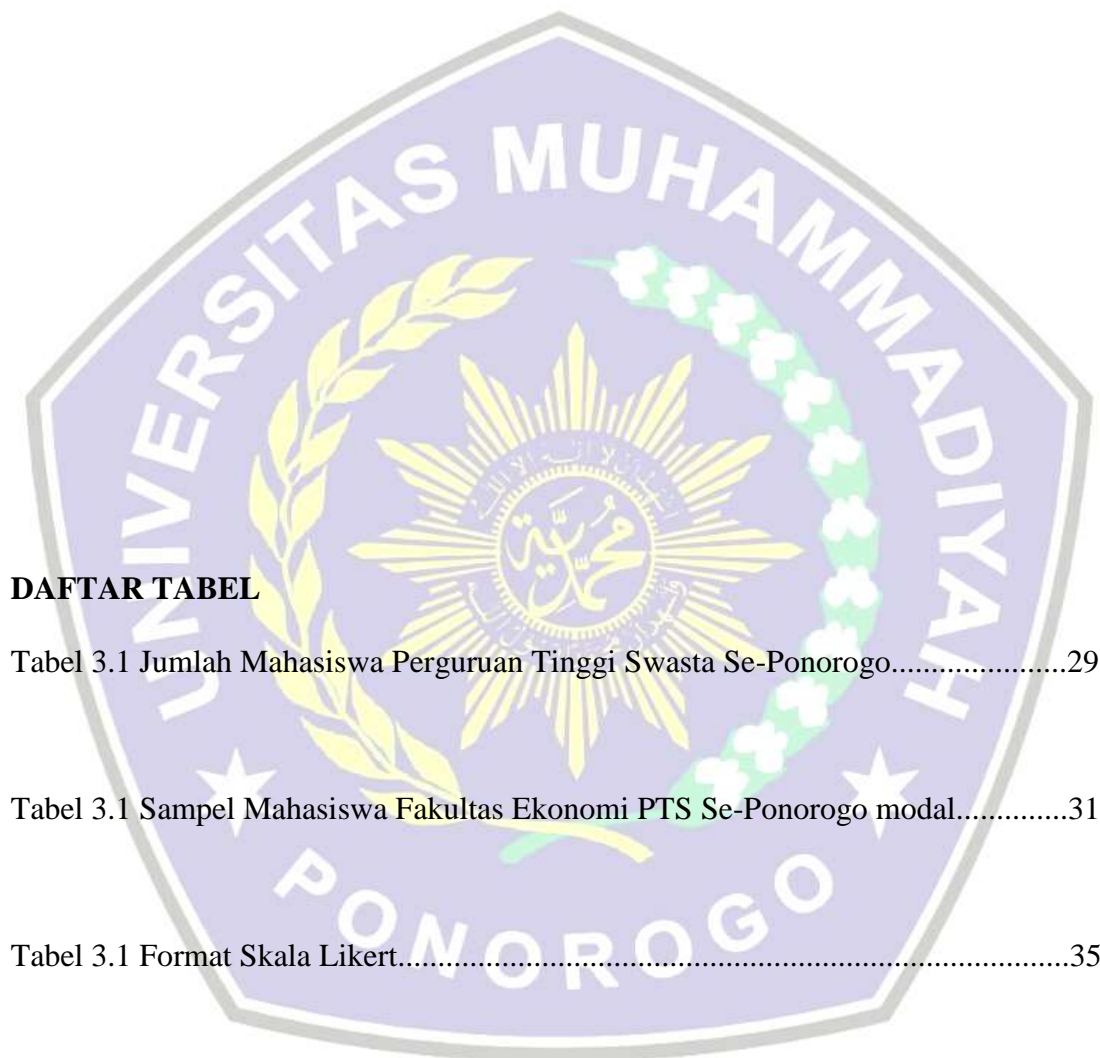 UNIVERSITAS MUHAMMADIYAH
محمدية
DAFTAR TABEL
Tabel 3.1 Jumlah Mahasiswa Perguruan Tinggi Swasta Se-Ponorogo......................29
Tabel 3.1 Sampel Mahasiswa Fakultas Ekonomi PTS Se-Ponorogo modal..............31
PONOROGO
Tabel 3.1 Format Skala Likert....................................................................................35